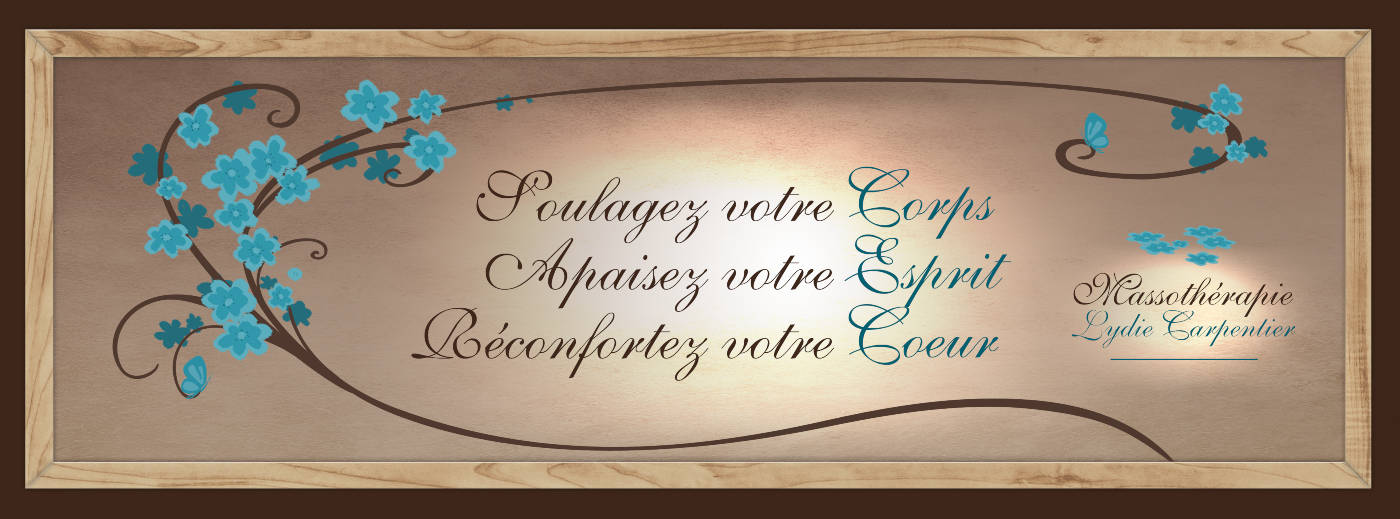 Soulagez votre Corps
Apaisez votre Esprit
Réconfortez votre Coeur
Massothérapie
Lydie Carpentier